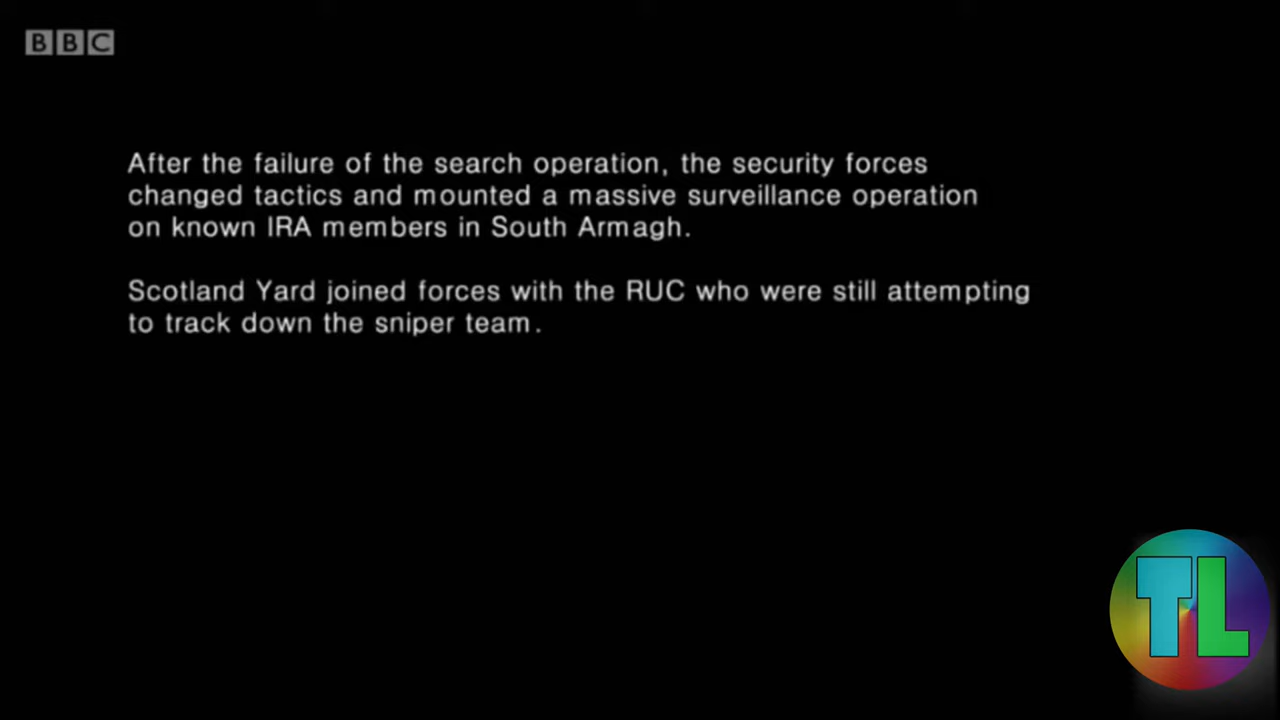 BBC
After the failure of the search operation, the security forces
changed tactics and mounted a massive surveillance operation
on known IRA members in South Armagh.
Scotland Yard joined forces with the RUC who were still attempting
to track down the sniper team.
TL